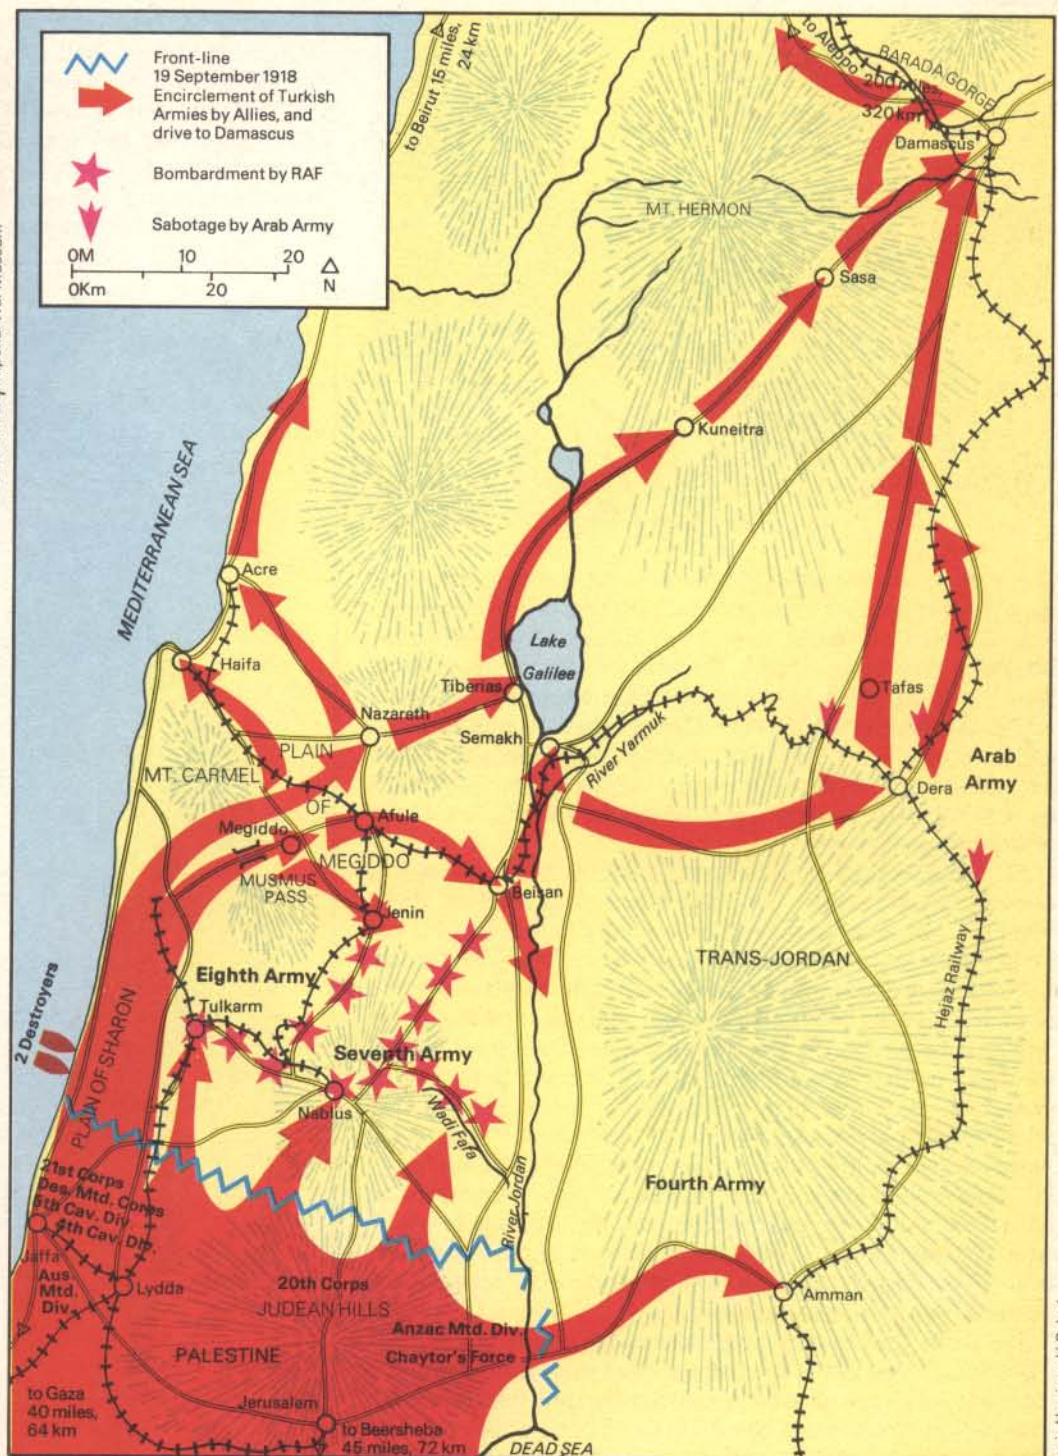 Front-line
19 September 1918
Encirclement of Turkish
Armies by Allies, and
drive to Damascus
Bombardment by RAF
Sabotage by Arab Army
0M 10 20
0Km 20
N
to Beirut 15 miles,
24 km
to Aleppo 200 miles,
320 km
BARADA GORGE
Damascus
MT. HERMON
Sasa
Kuneitra
MEDITERRANEAN SEA
Acre
Haifa
Lake
Galilee
Tiberias
Tafas
Nazarath
Semakh
River Yarmuk
PLAIN
OF
MEGIDDO
MT. CARMEL
Arab
Army
Dera
Afule
Megiddo
MUSMUS
PASS
Beisan
Jenin
TRANS-JORDAN
Hejaz Railway
Eighth Army
Tulkarm
2 Destroyers
PLAIN OF SHARON
Seventh Army
Nablus
Wadi Fara
River Jordan
21st Corps
Des. Mtd. Corps
5th Cav. Div.
4th Cav. Div.
Fourth Army
Jaffa
Aus.
Mtd.
Div.
Lydda
20th Corps
JUDEAN HILLS
Amman
Anzac Mtd. Div.
Chaytor's Force
PALESTINE
to Gaza
40 miles,
64 km
Jerusalem
to Beersheba
45 miles, 72 km
DEAD SEA